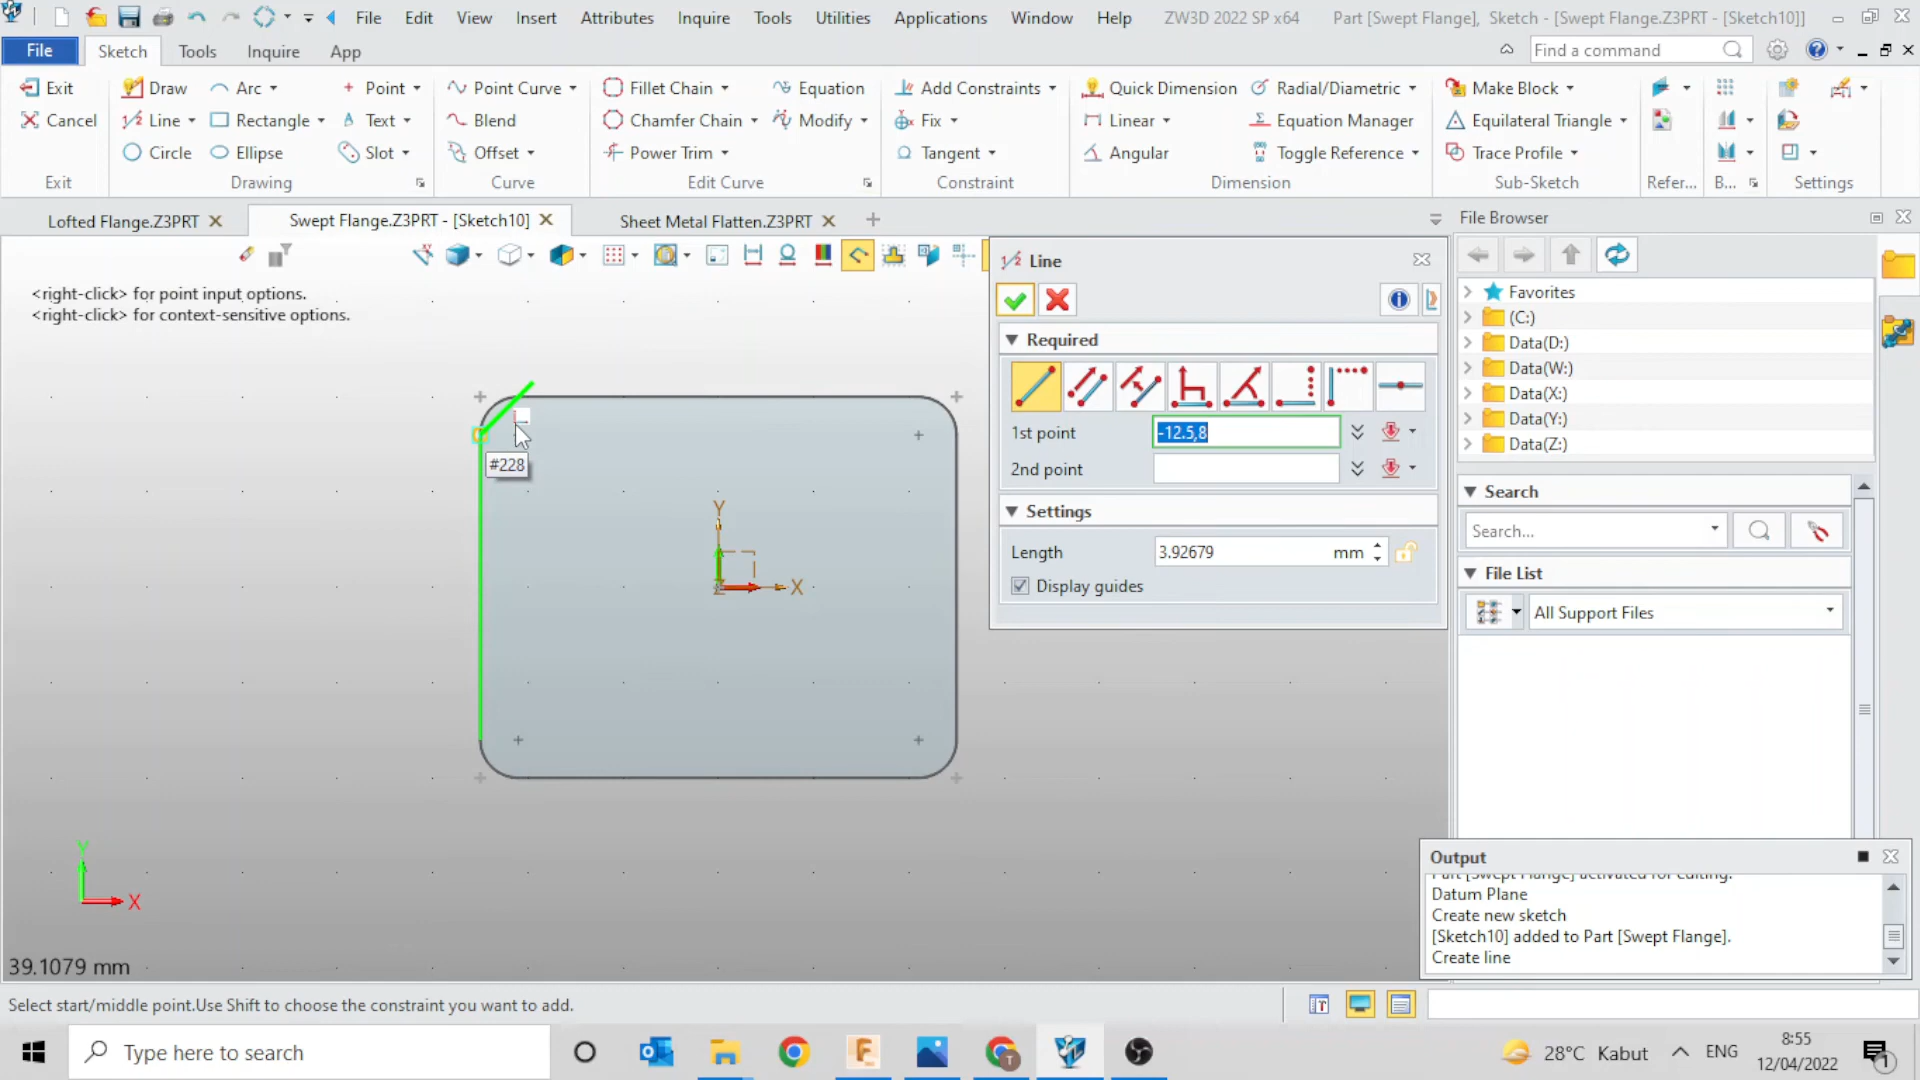 File Edit View Insert Attributes Inquire Tools Utilities Applications Window Help ZW3D 2022 SP x64 Part [Swept Flange], Sketch - [Swept Flange.Z3PRT - [Sketch10]]
File Sketch Tools Inquire App Find a command
Exit Draw Arc Point Point Curve Fillet Chain Equation Add Constraints Quick Dimension Radial/Diametric Make Block
Cancel Line Rectangle Text Blend Chamfer Chain Modify Fix Linear Equation Manager Equilateral Triangle
Circle Ellipse Slot Offset Power Trim Tangent Angular Toggle Reference Trace Profile
Exit Drawing Curve Edit Curve Constraint Dimension Sub-Sketch Refer... B... Settings
Lofted Flange.Z3PRT Swept Flange.Z3PRT - [Sketch10] Sheet Metal Flatten.Z3PRT File Browser
<right-click> for point input options.
<right-click> for context-sensitive options.
Line
Required
1st point -12.5,8
2nd point
Settings
Length 3.92679 mm
Display guides
Favorites
(C:)
Data(D:)
Data(W:)
Data(X:)
Data(Y:)
Data(Z:)
Search
Search...
File List
All Support Files
#228
Y
Z X
Y
X
39.1079 mm
Output
Part [Swept Flange] activated for editing.
Datum Plane
Create new sketch
[Sketch10] added to Part [Swept Flange].
Create line
Select start/middle point.Use Shift to choose the constraint you want to add.
Type here to search
28°C Kabut ENG 8:55
12/04/2022
1